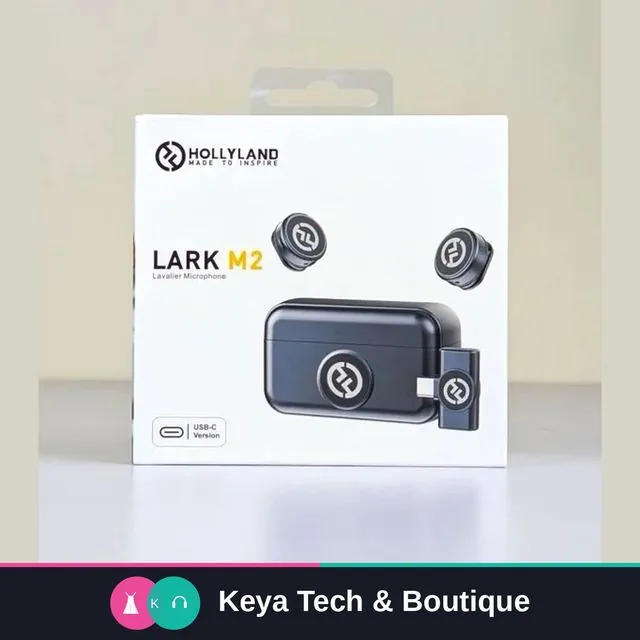 HOLLYLAND
MADE TO INSPIRE
LARK M2
Lavalier Microphone
USB-C
Version
K
Keya Tech & Boutique